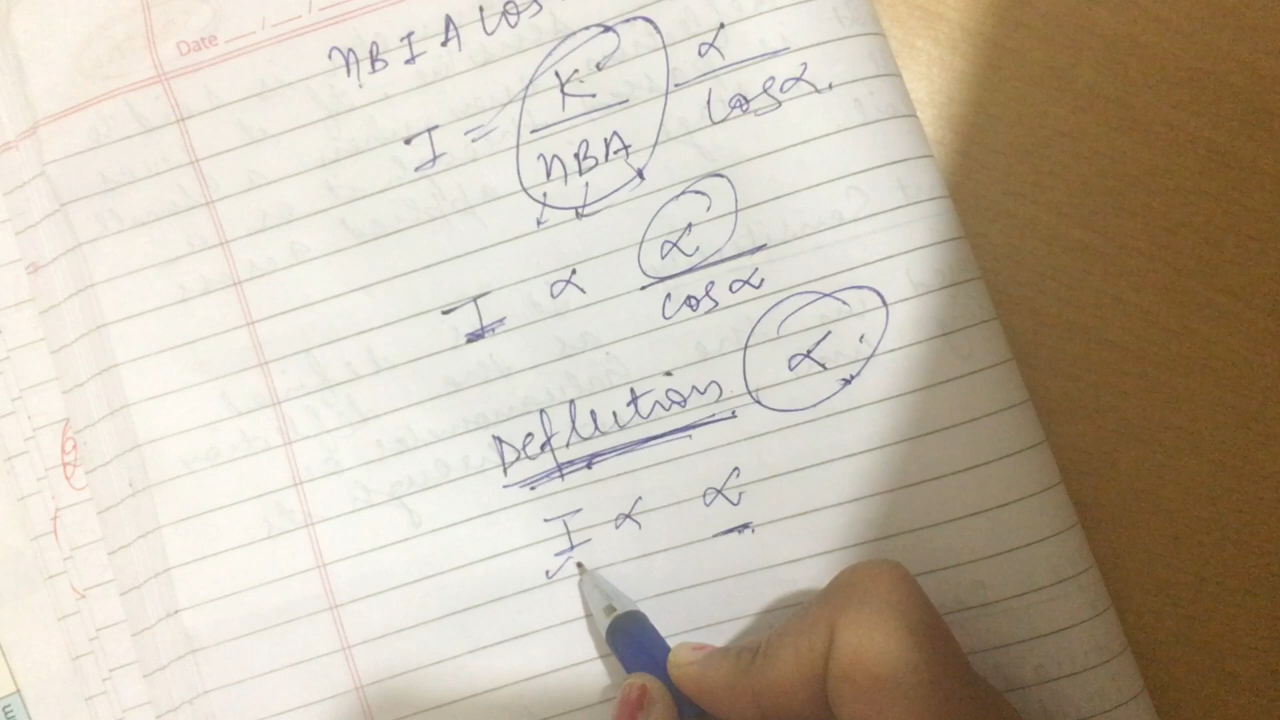 Date
nBIA cos
I = K/nBA α/cosα.
I ∝ α/cosα
Deflection α
I ∝ α